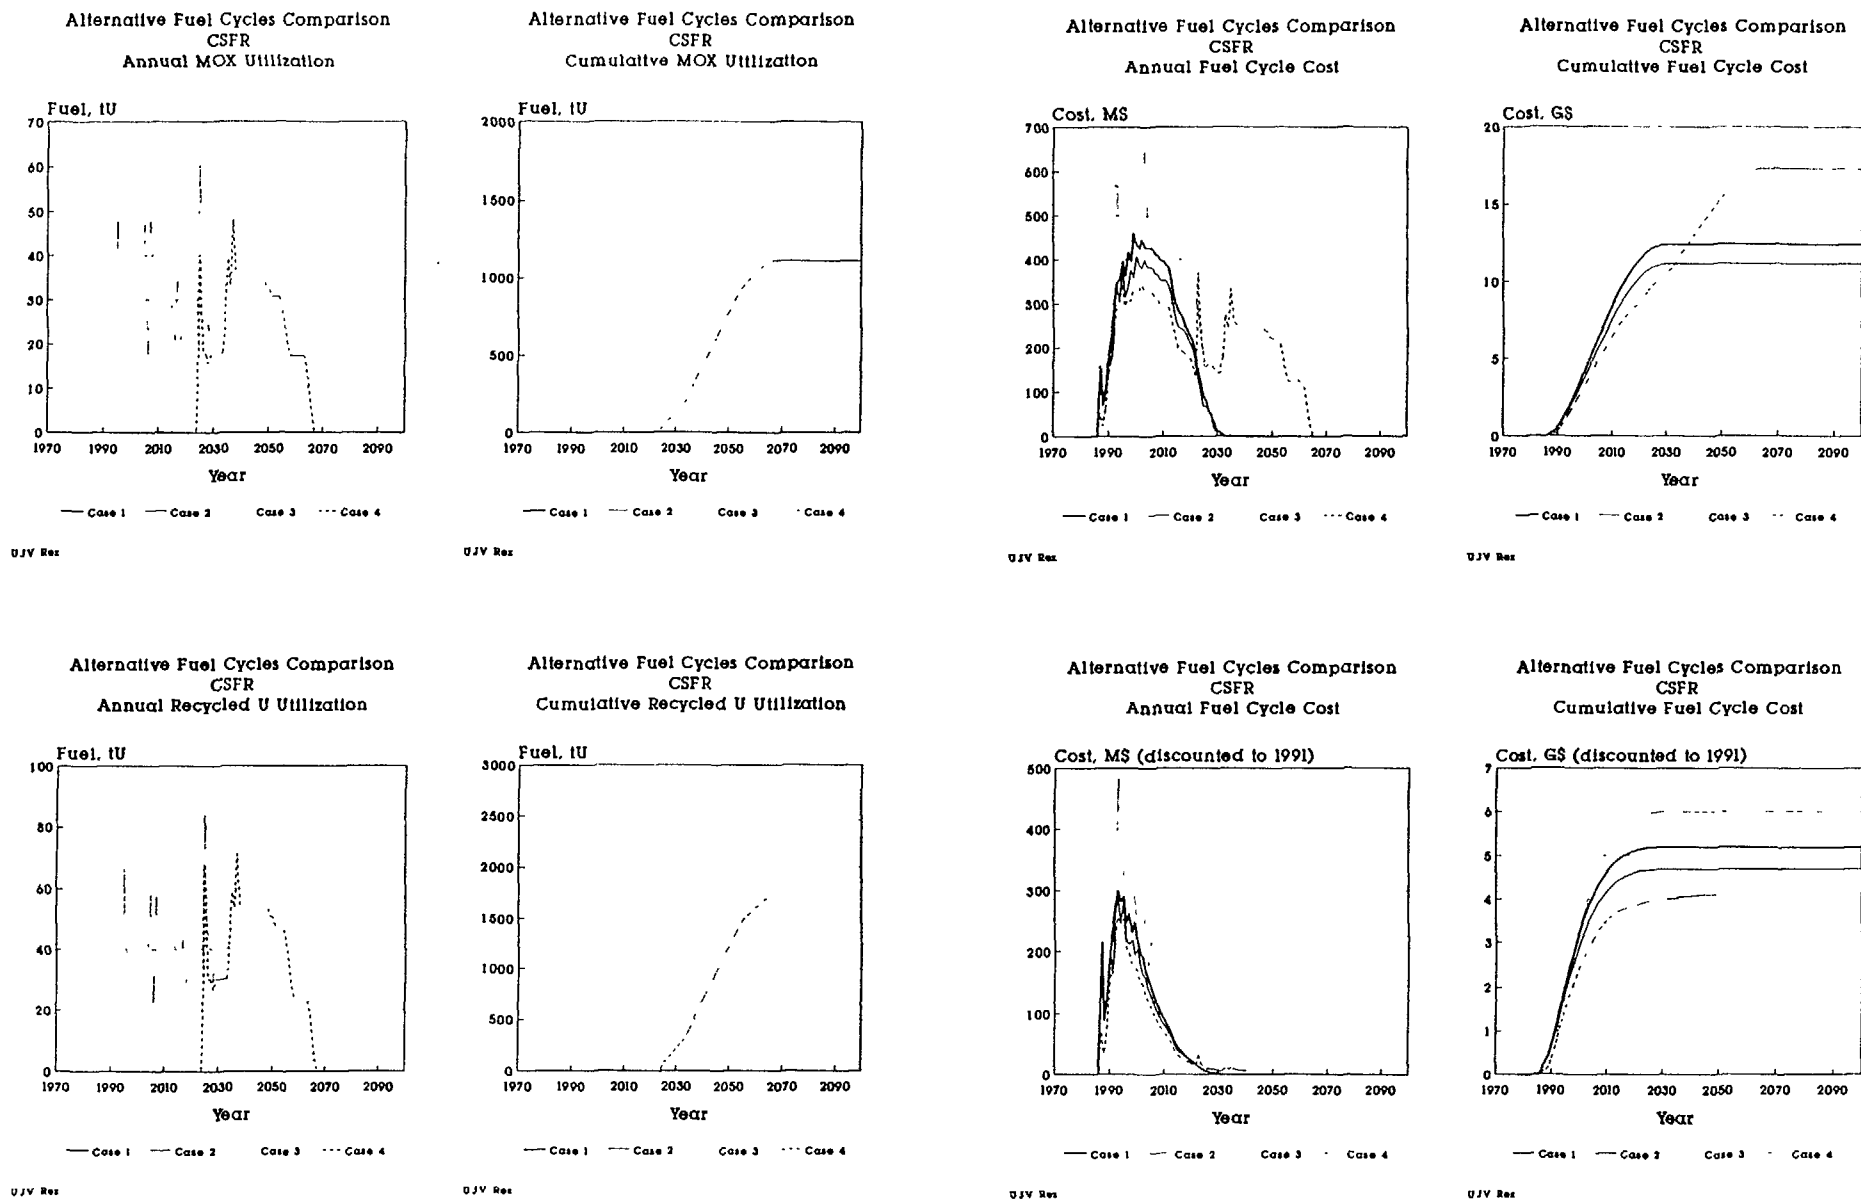 Alternative Fuel Cycles Comparison
CSFR
Annual MOX Utilization
Fuel, tU
70
60
50
40
30
20
10
0
1970 1990 2010 2030 2050 2070 2090
Year
Case 1 Case 2 Case 3 Case 4
UJV Rez
Alternative Fuel Cycles Comparison
CSFR
Cumulative MOX Utilization
Fuel, tU
2000
1500
1000
500
0
1970 1990 2010 2030 2050 2070 2090
Year
Case 1 Case 2 Case 3 Case 4
UJV Rez
Alternative Fuel Cycles Comparison
CSFR
Annual Fuel Cycle Cost
Cost, M$
700
600
500
400
300
200
100
0
1970 1990 2010 2030 2050 2070 2090
Year
Case 1 Case 2 Case 3 Case 4
UJV Rez
Alternative Fuel Cycles Comparison
CSFR
Cumulative Fuel Cycle Cost
Cost, G$
20
15
10
5
0
1970 1990 2010 2030 2050 2070 2090
Year
Case 1 Case 2 Case 3 Case 4
UJV Rez
Alternative Fuel Cycles Comparison
CSFR
Annual Recycled U Utilization
Fuel, tU
100
80
60
40
20
0
1970 1990 2010 2030 2050 2070 2090
Year
Case 1 Case 2 Case 3 Case 4
UJV Rez
Alternative Fuel Cycles Comparison
CSFR
Cumulative Recycled U Utilization
Fuel, tU
3000
2500
2000
1500
1000
500
0
1970 1990 2010 2030 2050 2070 2090
Year
Case 1 Case 2 Case 3 Case 4
UJV Rez
Alternative Fuel Cycles Comparison
CSFR
Annual Fuel Cycle Cost
Cost, M$ (discounted to 1991)
500
400
300
200
100
0
1970 1990 2010 2030 2050 2070 2090
Year
Case 1 Case 2 Case 3 Case 4
UJV Rez
Alternative Fuel Cycles Comparison
CSFR
Cumulative Fuel Cycle Cost
Cost, G$ (discounted to 1991)
7
6
5
4
3
2
1
0
1970 1990 2010 2030 2050 2070 2090
Year
Case 1 Case 2 Case 3 Case 4
UJV Rez